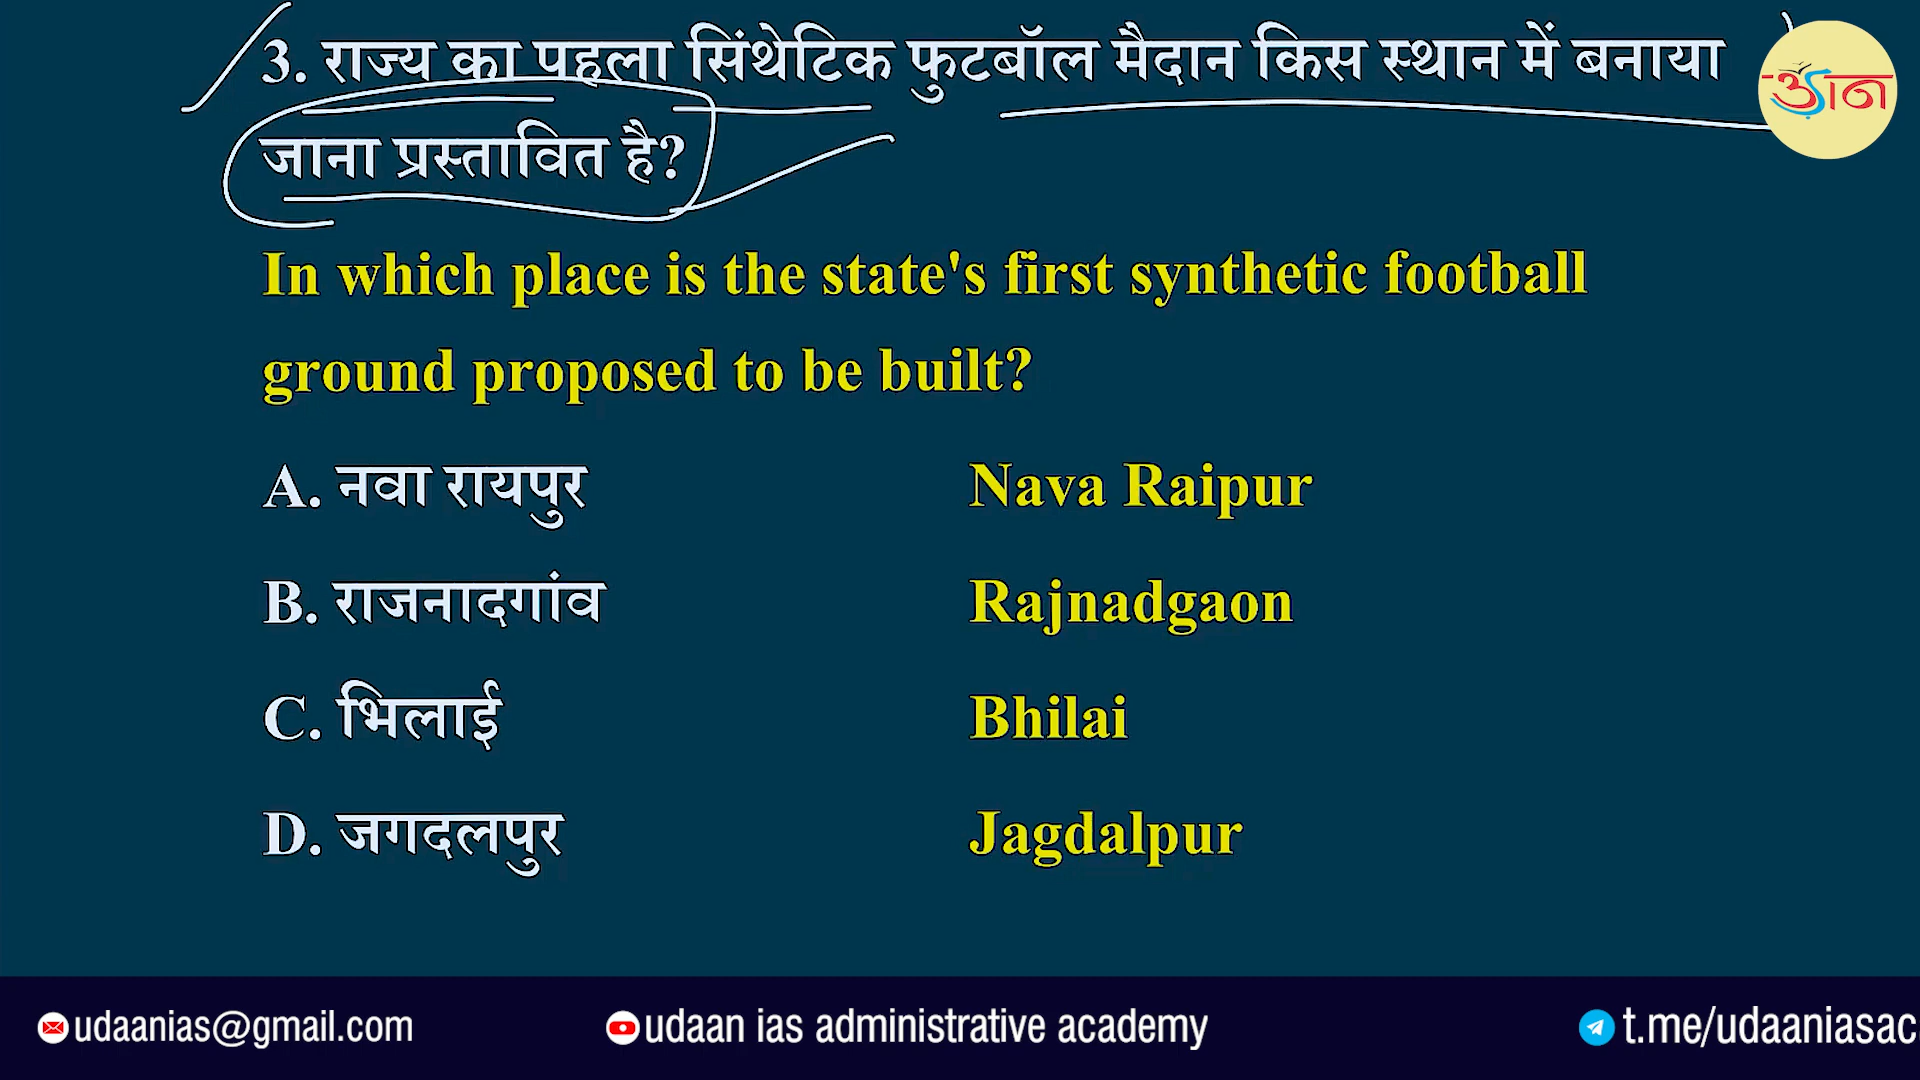 3. राज्य का पहला सिंथेटिक फुटबॉल मैदान किस स्थान में बनाया
जाना प्रस्तावित है?
उड़ान
In which place is the state's first synthetic football
ground proposed to be built?
A. नवा रायपुर Nava Raipur
B. राजनादगांव Rajnadgaon
C. भिलाई Bhilai
D. जगदलपुर Jagdalpur
udaanias@gmail.com udaan ias administrative academy t.me/udaaniasac